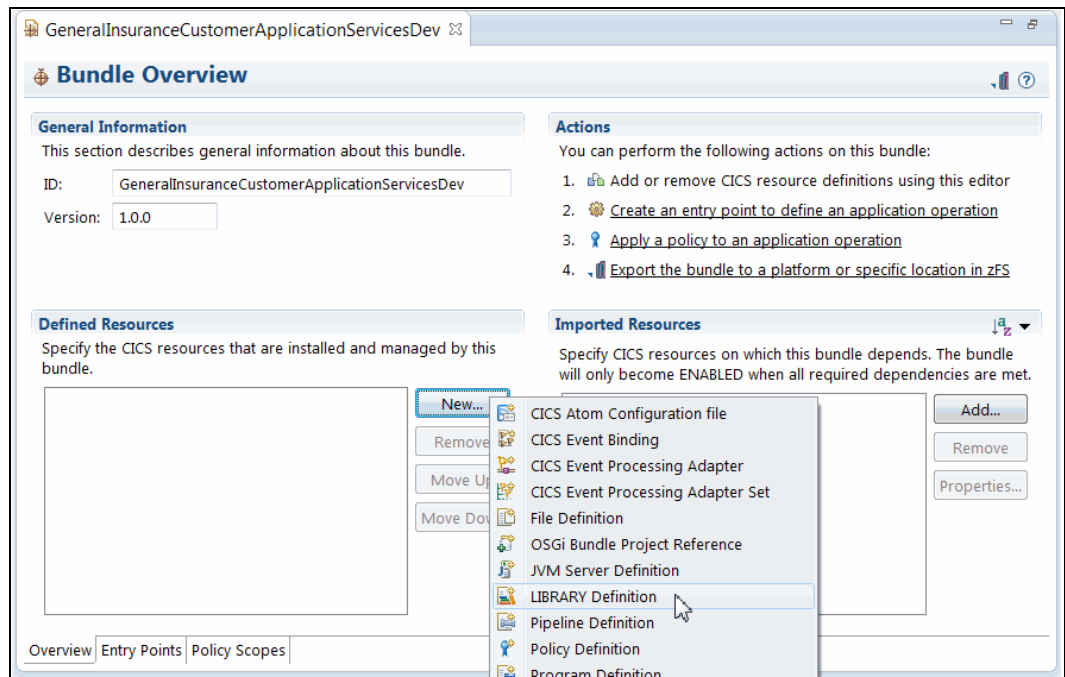 GeneralInsuranceCustomerApplicationServicesDev
Bundle Overview
General Information
This section describes general information about this bundle.
ID: GeneralInsuranceCustomerApplicationServicesDev
Version: 1.0.0
Actions
You can perform the following actions on this bundle:
1. Add or remove CICS resource definitions using this editor
2. Create an entry point to define an application operation
3. Apply a policy to an application operation
4. Export the bundle to a platform or specific location in zFS
Defined Resources
Specify the CICS resources that are installed and managed by this
bundle.
New...
Remove
Move Up
Move Dow
Imported Resources
Specify CICS resources on which this bundle depends. The bundle
will only become ENABLED when all required dependencies are met.
Add...
Remove
Properties...
CICS Atom Configuration file
CICS Event Binding
CICS Event Processing Adapter
CICS Event Processing Adapter Set
File Definition
OSGi Bundle Project Reference
JVM Server Definition
LIBRARY Definition
Pipeline Definition
Policy Definition
Program Definition
Overview Entry Points Policy Scopes